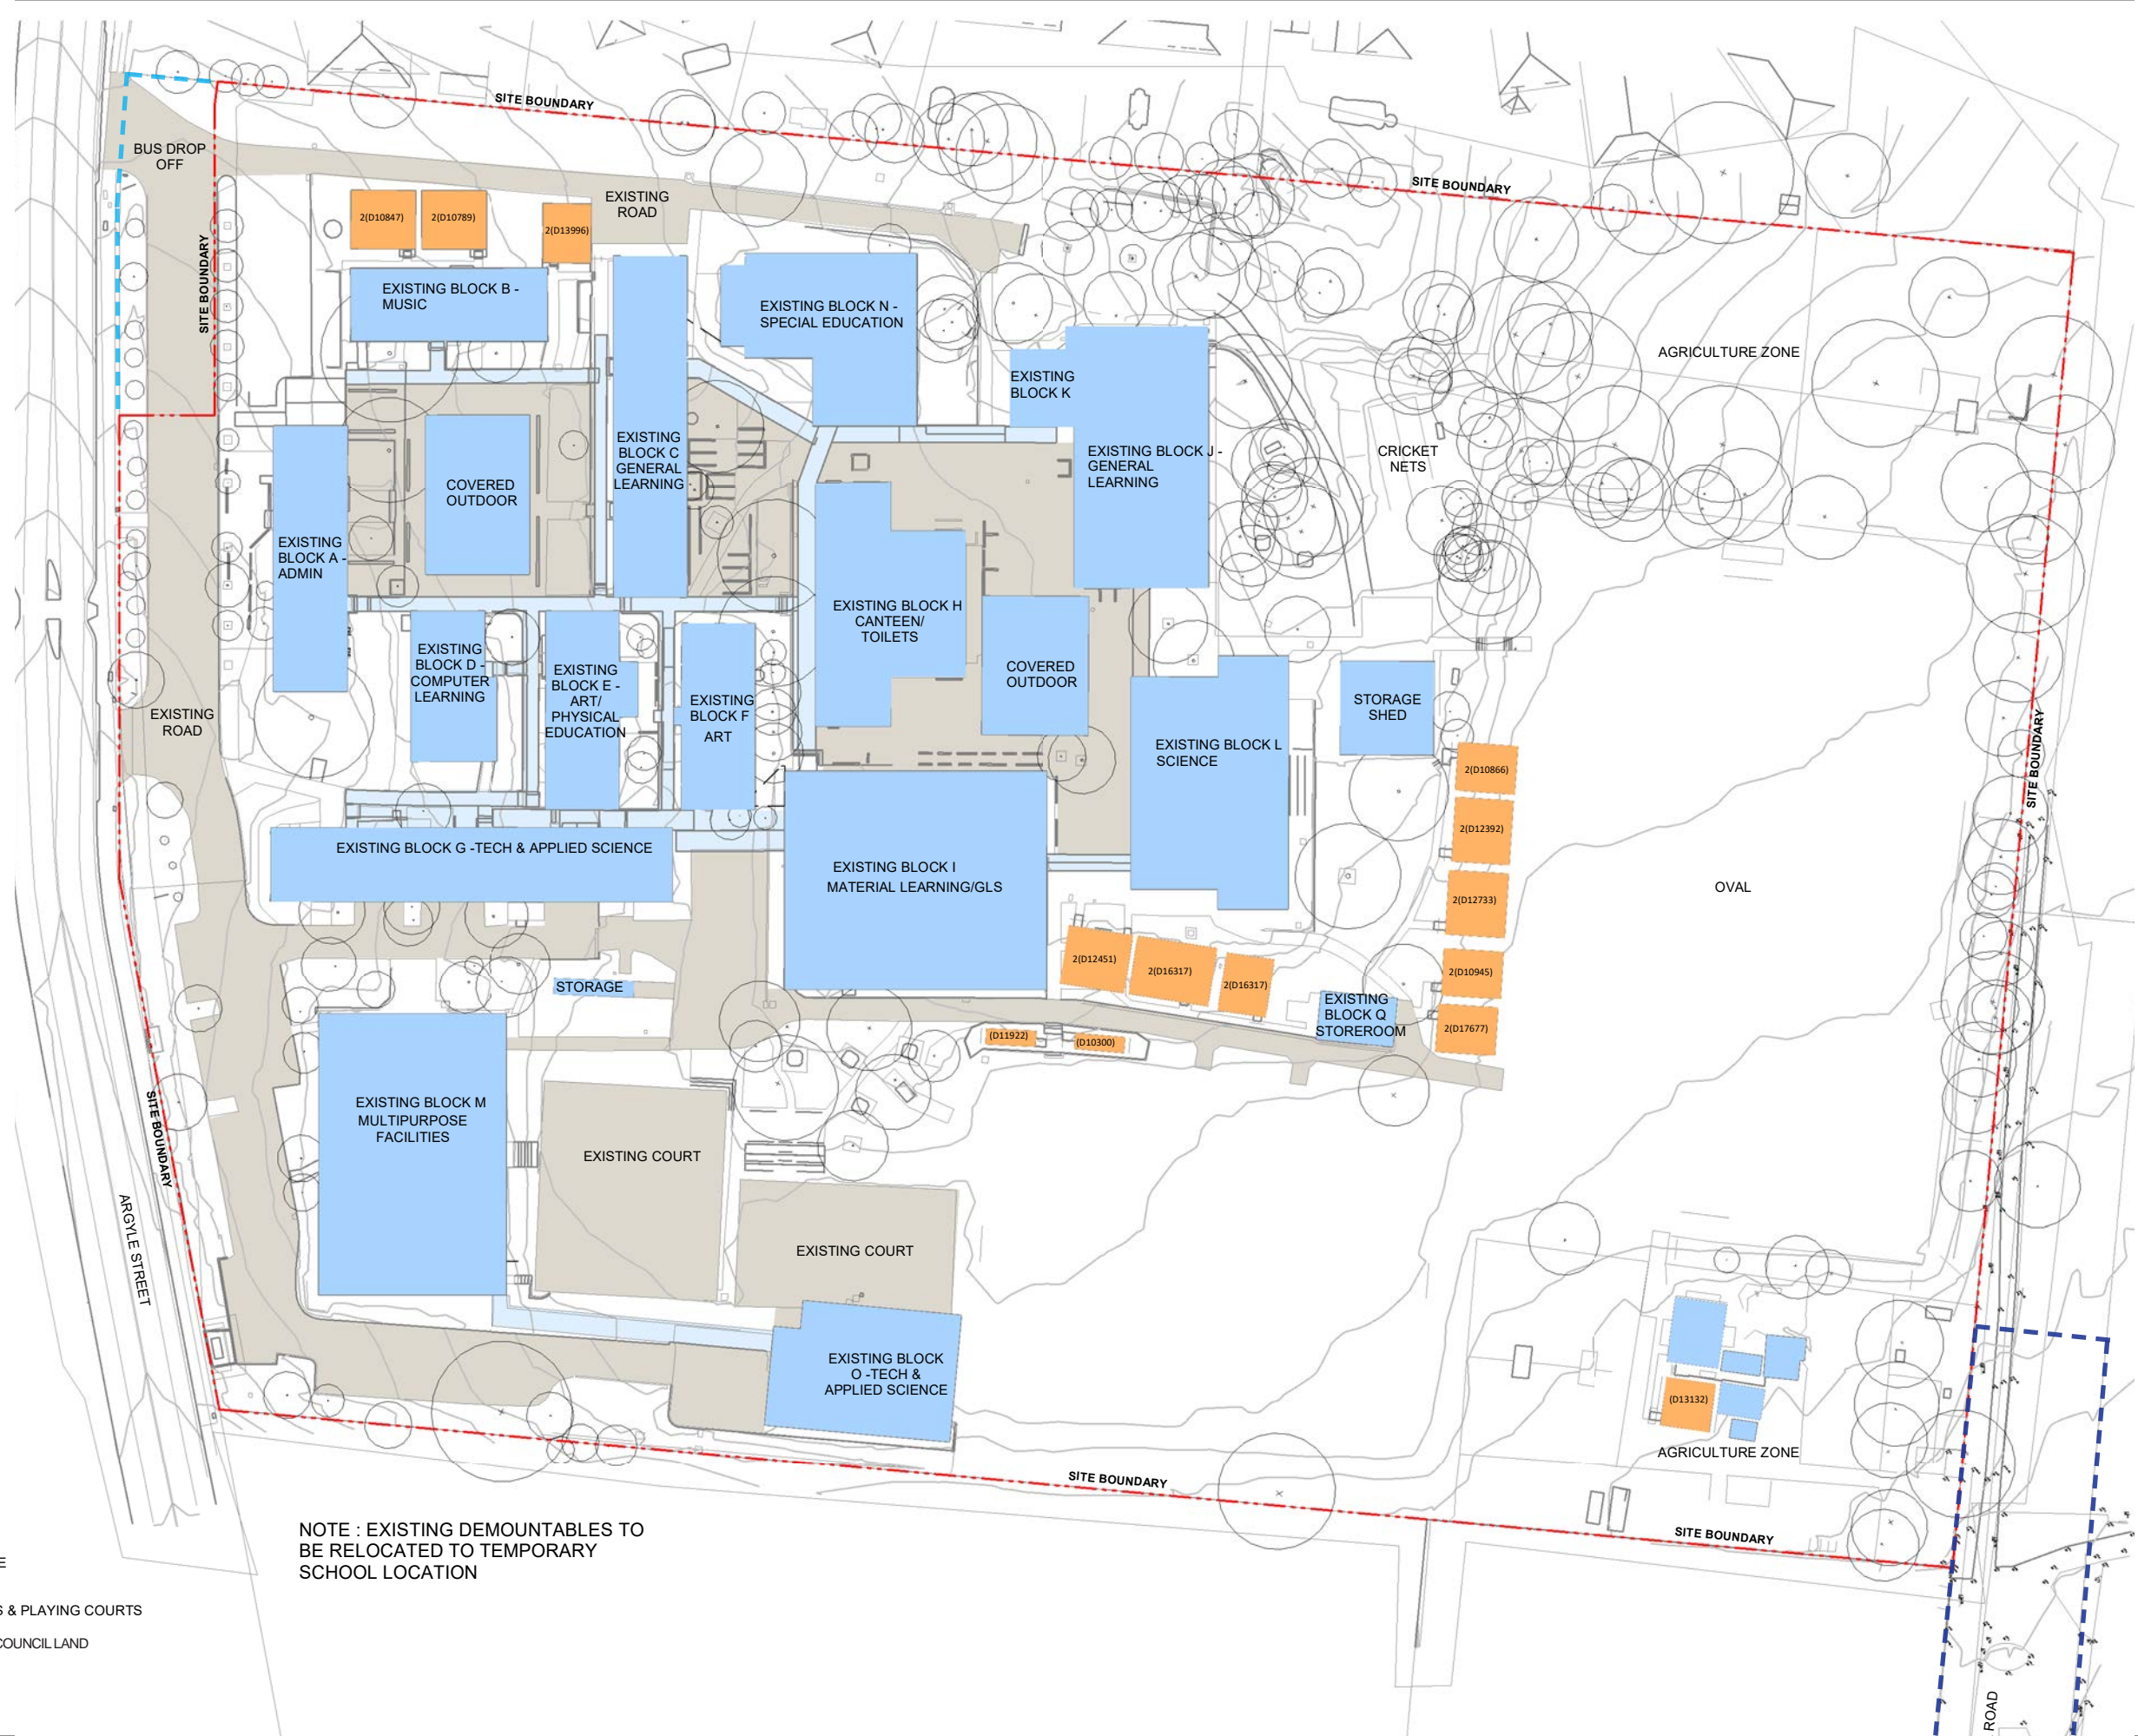 SITE BOUNDARY
BUS DROP
OFF
SITE BOUNDARY
EXISTING
ROAD
2(D10847)
2(D10789)
2(D13996)
SITE BOUNDARY
EXISTING BLOCK B -
MUSIC
EXISTING BLOCK N -
SPECIAL EDUCATION
EXISTING
BLOCK K
AGRICULTURE ZONE
EXISTING
BLOCK C
GENERAL
LEARNING
EXISTING BLOCK J -
GENERAL
LEARNING
CRICKET
NETS
COVERED
OUTDOOR
EXISTING
BLOCK A -
ADMIN
EXISTING BLOCK H
CANTEEN/
TOILETS
EXISTING
BLOCK D -
COMPUTER
LEARNING
EXISTING
BLOCK E -
ART/
PHYSICAL
EDUCATION
EXISTING
BLOCK F
ART
COVERED
OUTDOOR
STORAGE
SHED
EXISTING
ROAD
EXISTING BLOCK L
SCIENCE
SITE BOUNDARY
2(D10866)
2(D12392)
2(D12733)
2(D10945)
2(D17677)
EXISTING BLOCK G -TECH & APPLIED SCIENCE
EXISTING BLOCK I
MATERIAL LEARNING/GLS
OVAL
2(D12451)
2(D16317)
2(D16317)
STORAGE
EXISTING
BLOCK Q
STOREROOM
(D11922)
(D10300)
SITE BOUNDARY
EXISTING BLOCK M
MULTIPURPOSE
FACILITIES
EXISTING COURT
ARGYLE STREET
EXISTING COURT
EXISTING BLOCK
O -TECH &
APPLIED SCIENCE
(D13132)
AGRICULTURE ZONE
SITE BOUNDARY
SITE BOUNDARY
NOTE : EXISTING DEMOUNTABLES TO
BE RELOCATED TO TEMPORARY
SCHOOL LOCATION
E
S & PLAYING COURTS
COUNCIL LAND
ROAD